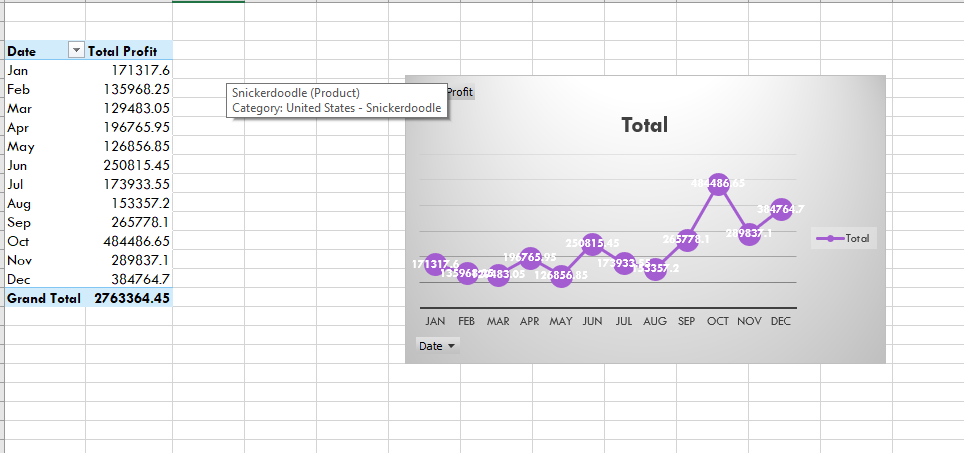 Date Total Profit
Jan 171317.6
Feb 135968.25
Mar 129483.05
Apr 196765.95
May 126856.85
Jun 250815.45
Jul 173933.55
Aug 153357.2
Sep 265778.1
Oct 484486.65
Nov 289837.1
Dec 384764.7
Grand Total 2763364.45
Snickerdoodle (Product)
Category: United States - Snickerdoodle
Profit
Total
484486.65
384764.7
289837.1
265778.1
250815.45
196765.95
171317.6
135968.25
129483.05
126856.85
173933.55
153357.2
Total
JAN FEB MAR APR MAY JUN JUL AUG SEP OCT NOV DEC
Date